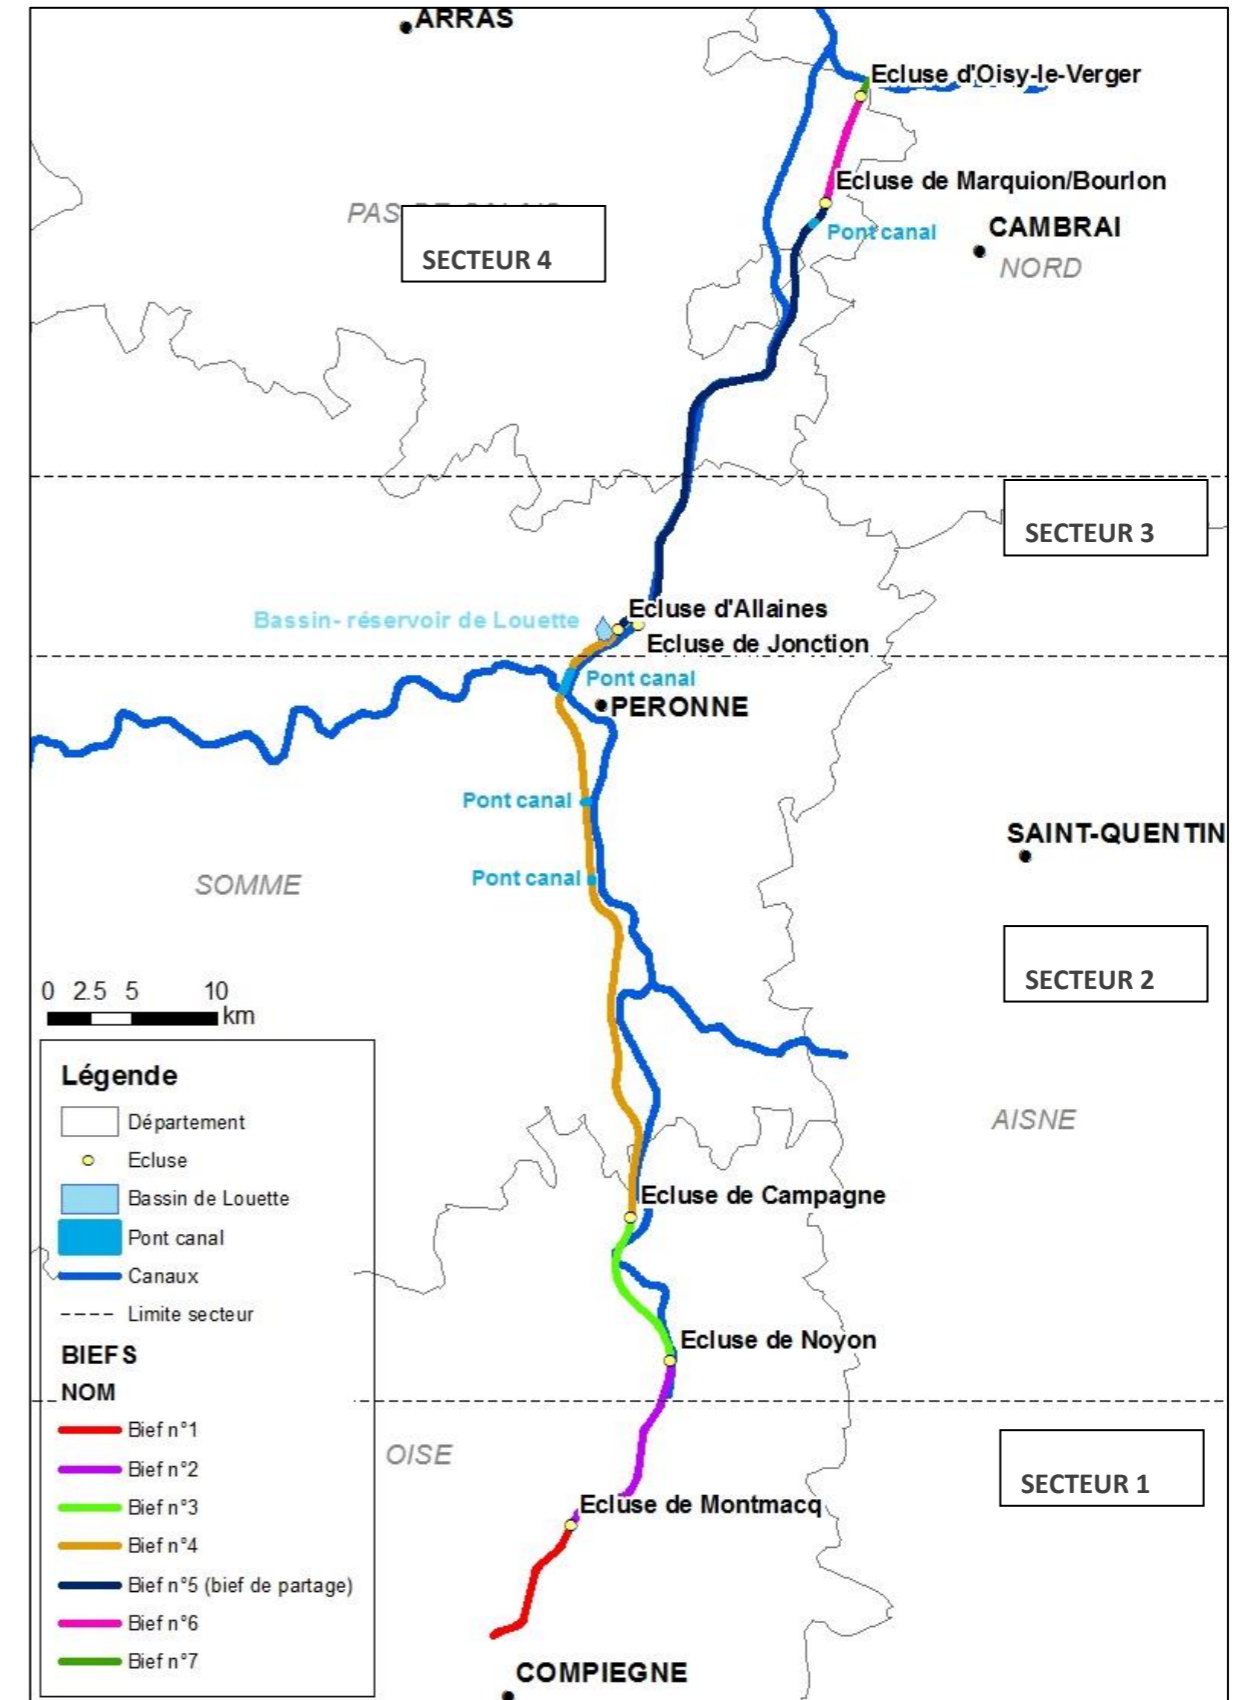 ARRAS
Ecluse d'Oisy-le-Verger
Ecluse de Marquion/Bourlon
PAS-DE-CALAIS
Pont canal
CAMBRAI
NORD
SECTEUR 4
SECTEUR 3
Bassin- réservoir de Louette
Ecluse d'Allaines
Ecluse de Jonction
Pont canal
PERONNE
Pont canal
SAINT-QUENTIN
Pont canal
SOMME
SECTEUR 2
0 2.5 5 10
km
AISNE
Légende
Département
Ecluse
Bassin de Louette
Pont canal
Canaux
Limite secteur
BIEFS
NOM
Bief n°1
Bief n°2
Bief n°3
Bief n°4
Bief n°5 (bief de partage)
Bief n°6
Bief n°7
Ecluse de Campagne
Ecluse de Noyon
OISE
SECTEUR 1
Ecluse de Montmacq
COMPIEGNE